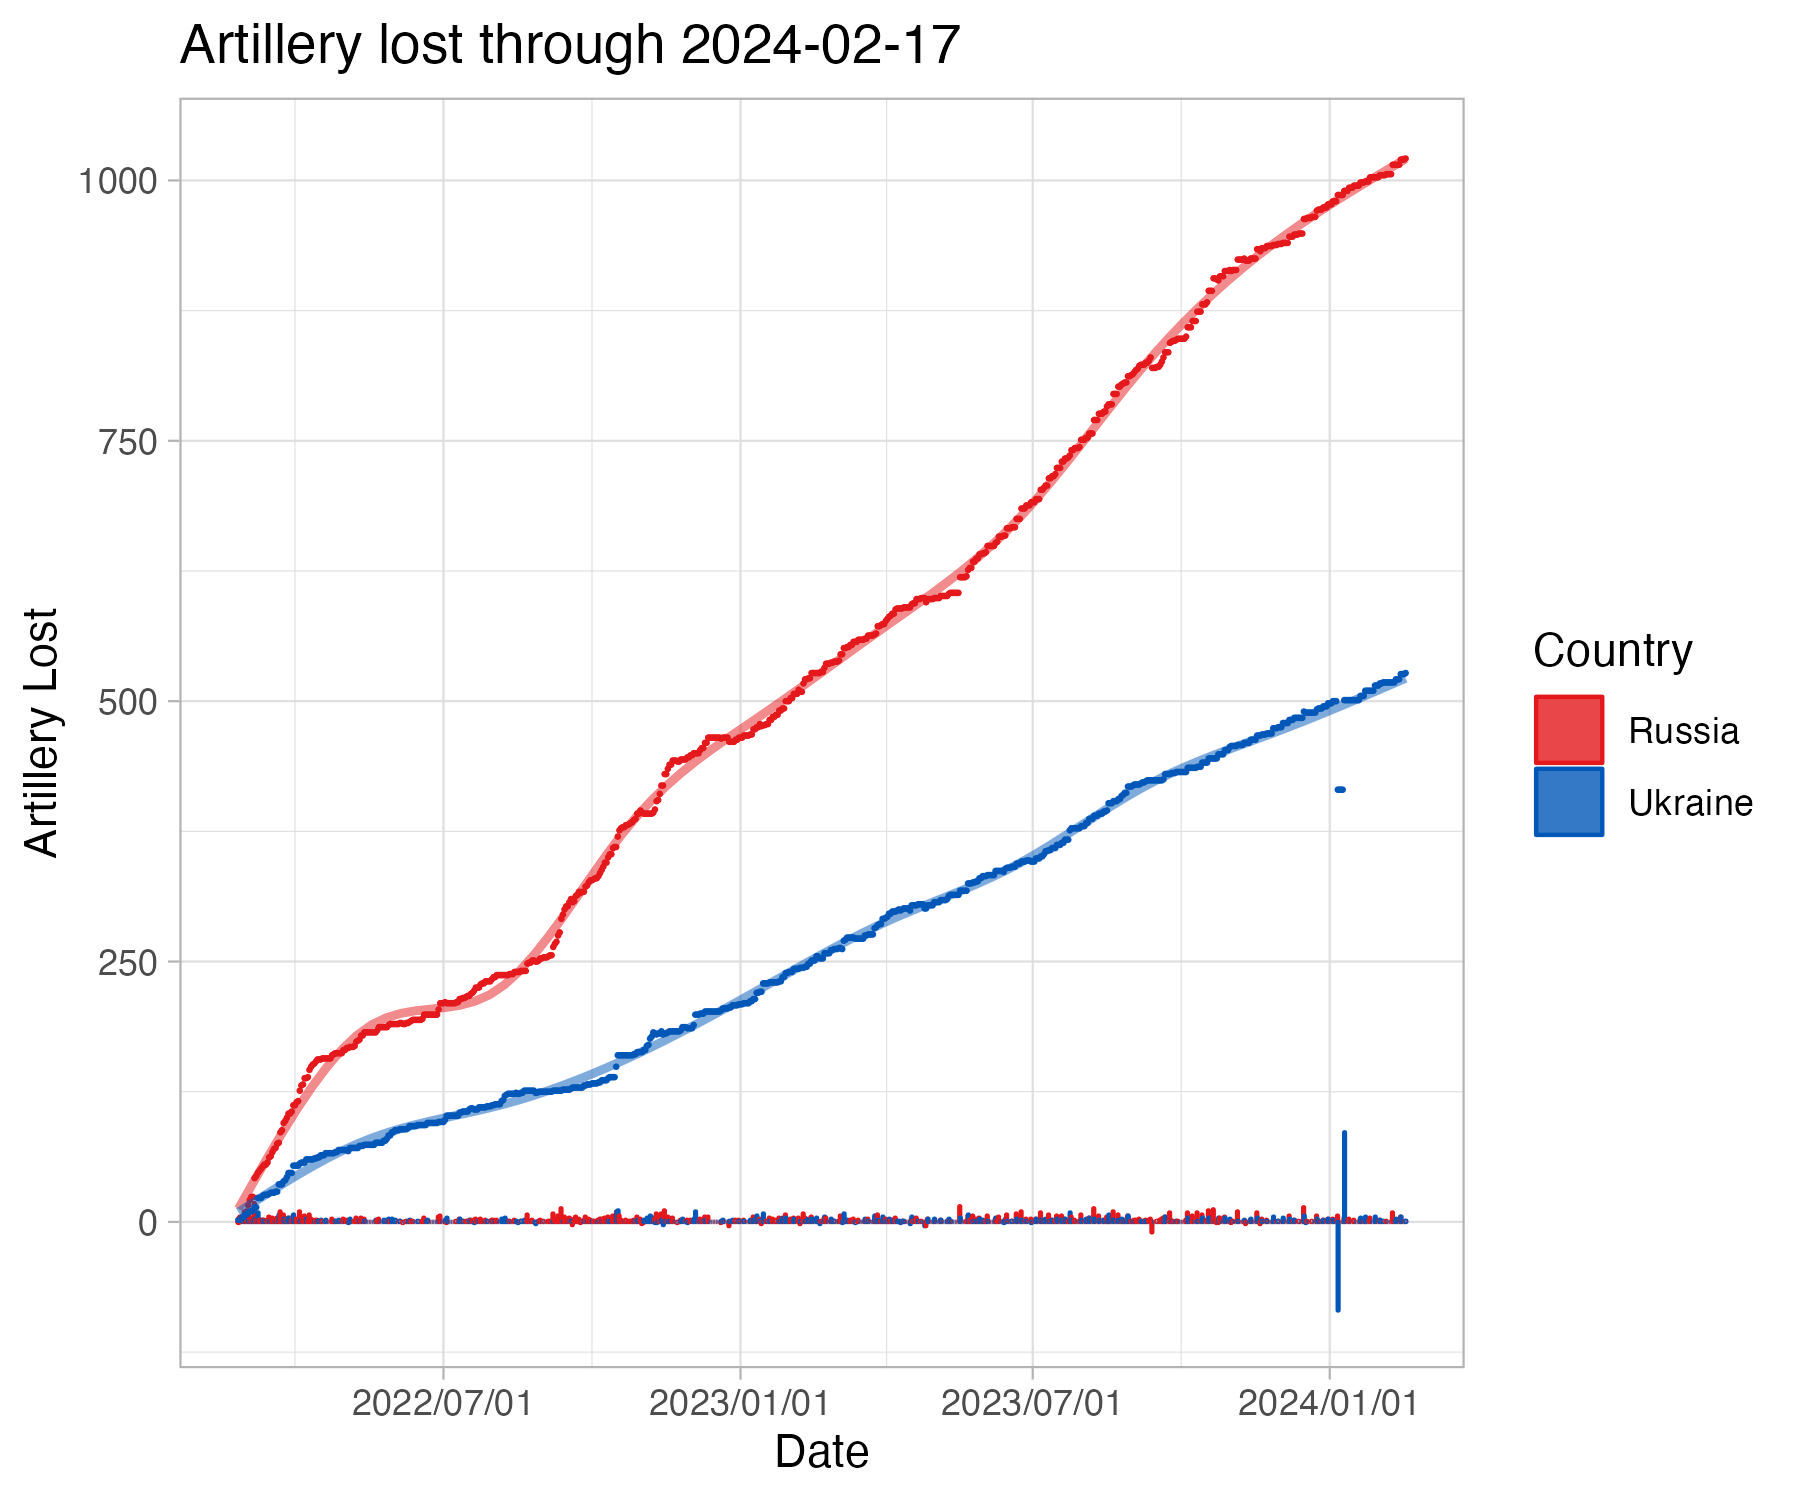 Artillery lost through 2024-02-17
Artillery Lost
1000
750
500
250
0
2022/07/01
2023/01/01
2023/07/01
2024/01/01
Date
Country
Russia
Ukraine